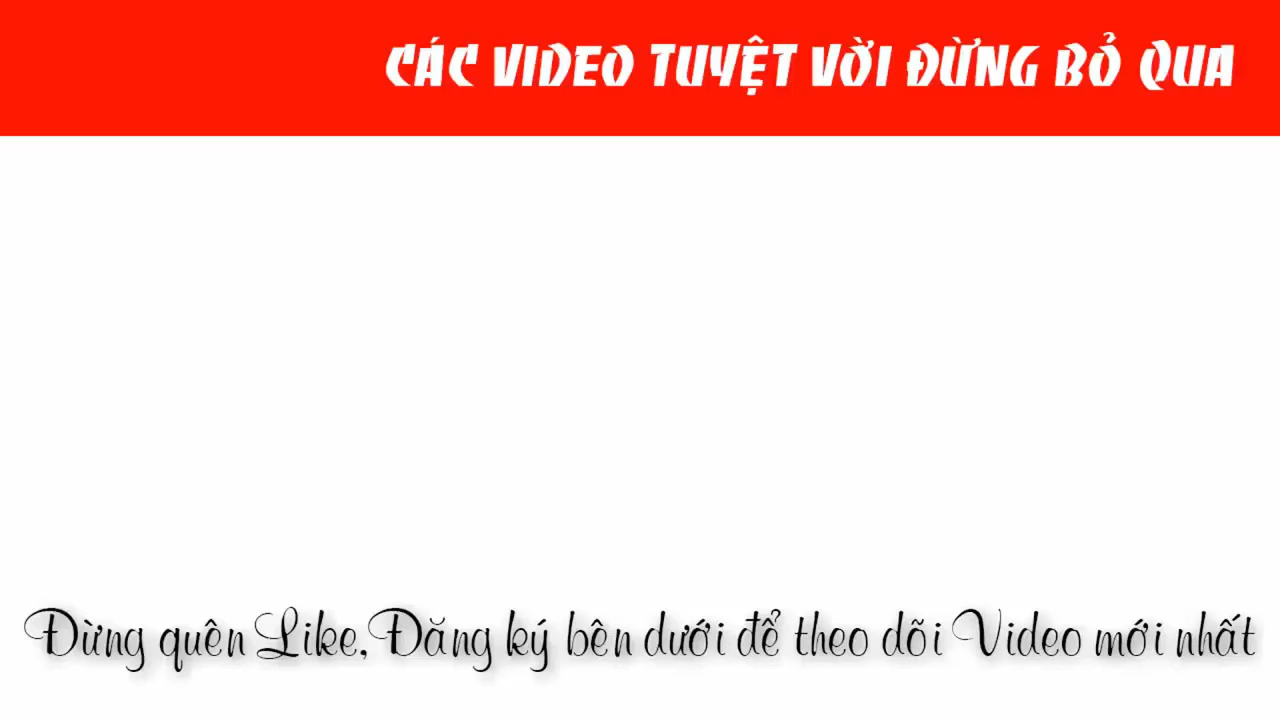 CÁC VIDEO TUYỆT VỜI ĐỪNG BỎ QUA
Đừng quên Like,Đăng ký bên dưới để theo dõi Video mới nhất